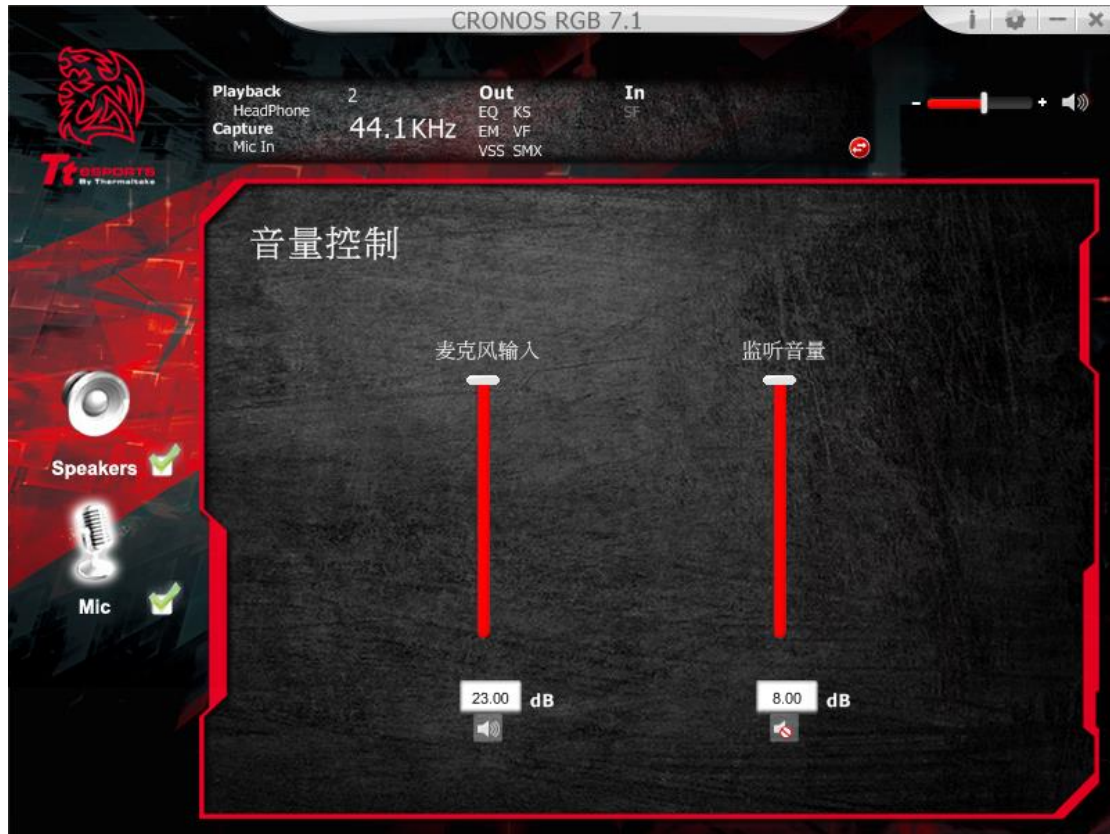 CRONOS RGB 7.1
i
Playback 2 Out In
HeadPhone EQ KS SF
Capture 44.1KHz EM VF
Mic In VSS SMX
- +
Tt eSPORTS
By Thermaltake
音量控制
麦克风输入 监听音量
Speakers
Mic
23.00 dB 8.00 dB